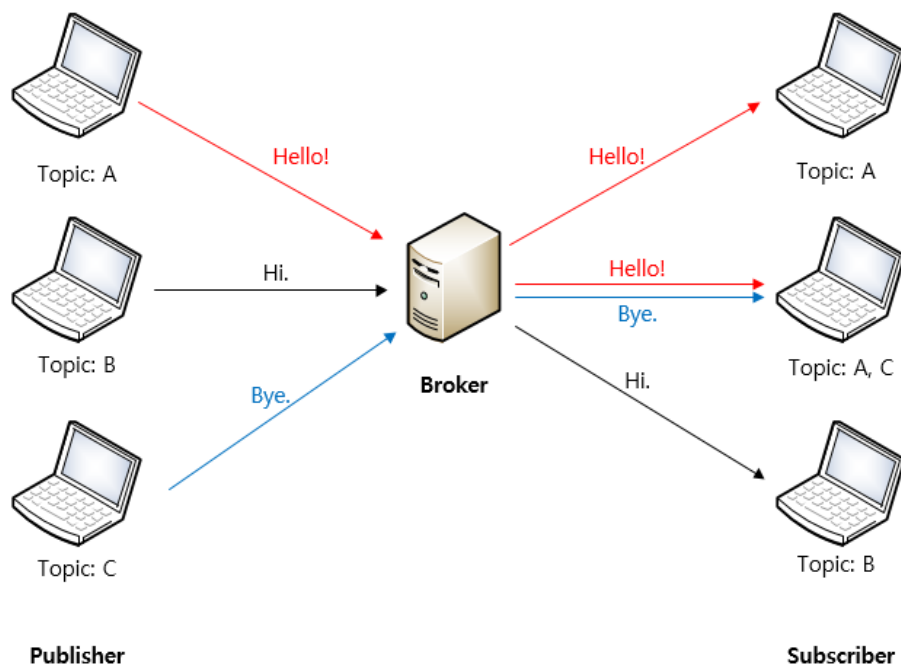 Hello!
Hello!
Topic: A
Topic: A
Hi.
Hello!
Bye.
Topic: B
Topic: A, C
Broker
Bye.
Hi.
Topic: C
Topic: B
Publisher
Subscriber